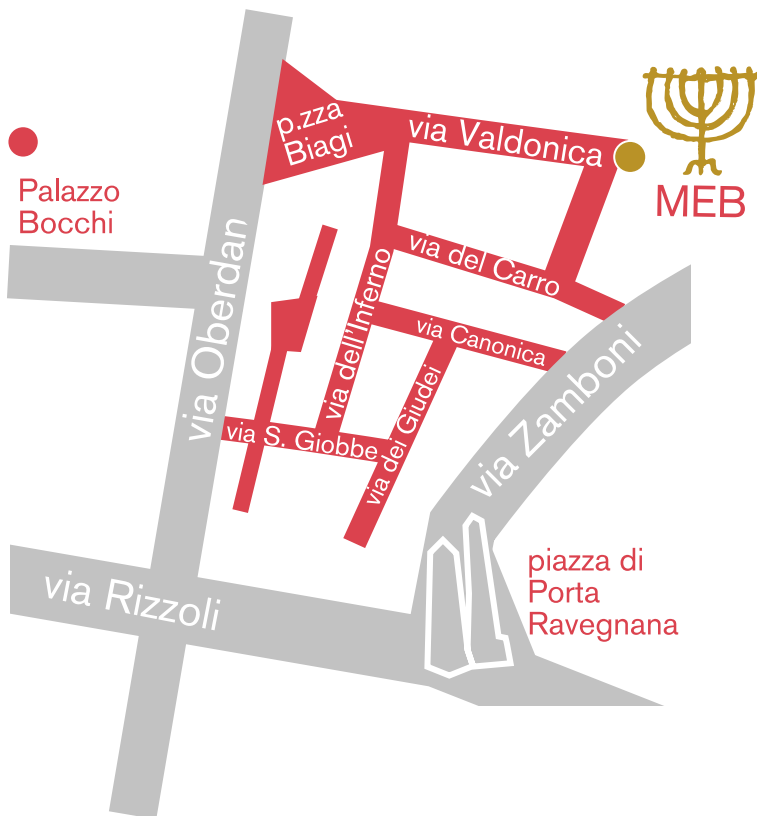 p.zza
Biagi
via Valdonica
MEB
Palazzo
Bocchi
via Oberdan
via del Carro
via dell'Inferno
via Canonica
via Zamboni
via S. Giobbe
via dei Giudei
piazza di
Porta
Ravegnana
via Rizzoli